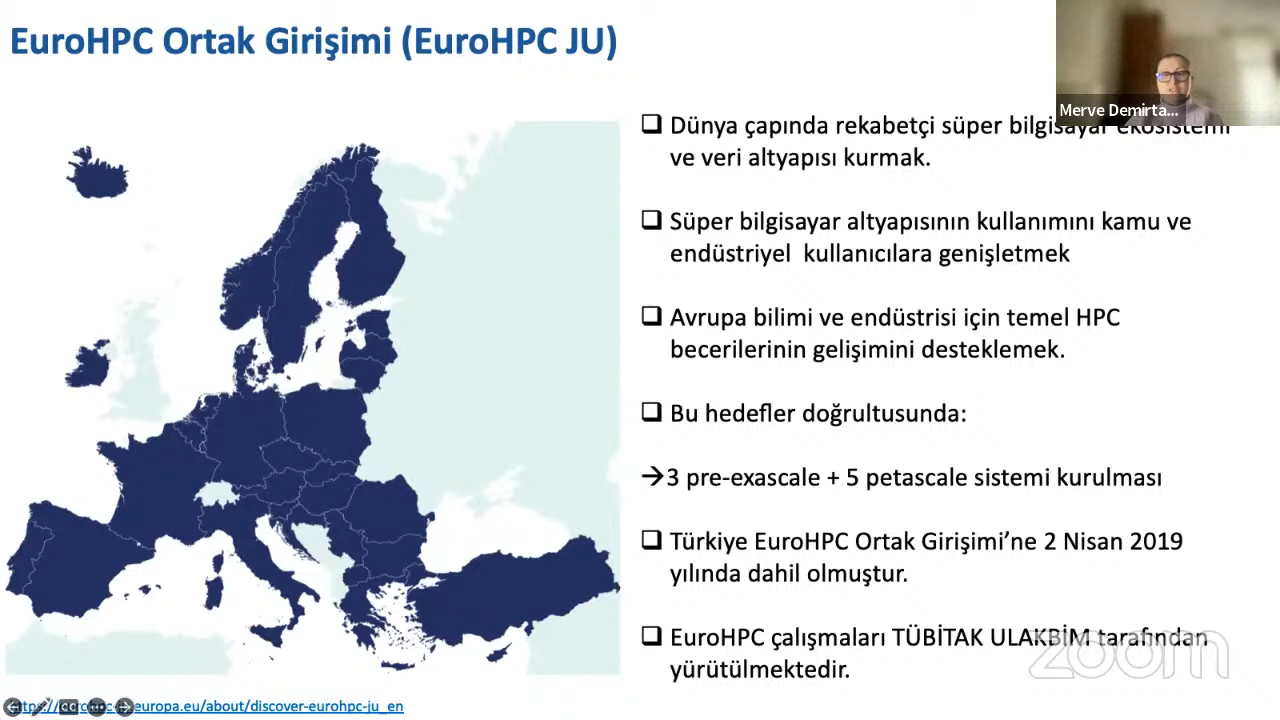 EuroHPC Ortak Girişimi (EuroHPC JU)
Merve Demirta...
❑ Dünya çapında rekabetçi süper bilgisayar ekosistemi
ve veri altyapısı kurmak.
❑ Süper bilgisayar altyapısının kullanımını kamu ve
endüstriyel kullanıcılara genişletmek
❑ Avrupa bilimi ve endüstrisi için temel HPC
becerilerinin gelişimini desteklemek.
❑ Bu hedefler doğrultusunda:
→3 pre-exascale + 5 petascale sistemi kurulması
❑ Türkiye EuroHPC Ortak Girişimi’ne 2 Nisan 2019
yılında dahil olmuştur.
❑ EuroHPC çalışmaları TÜBİTAK ULAKBİM tarafından
yürütülmektedir.
zoom
europa.eu/about/discover-eurohpc-ju_en